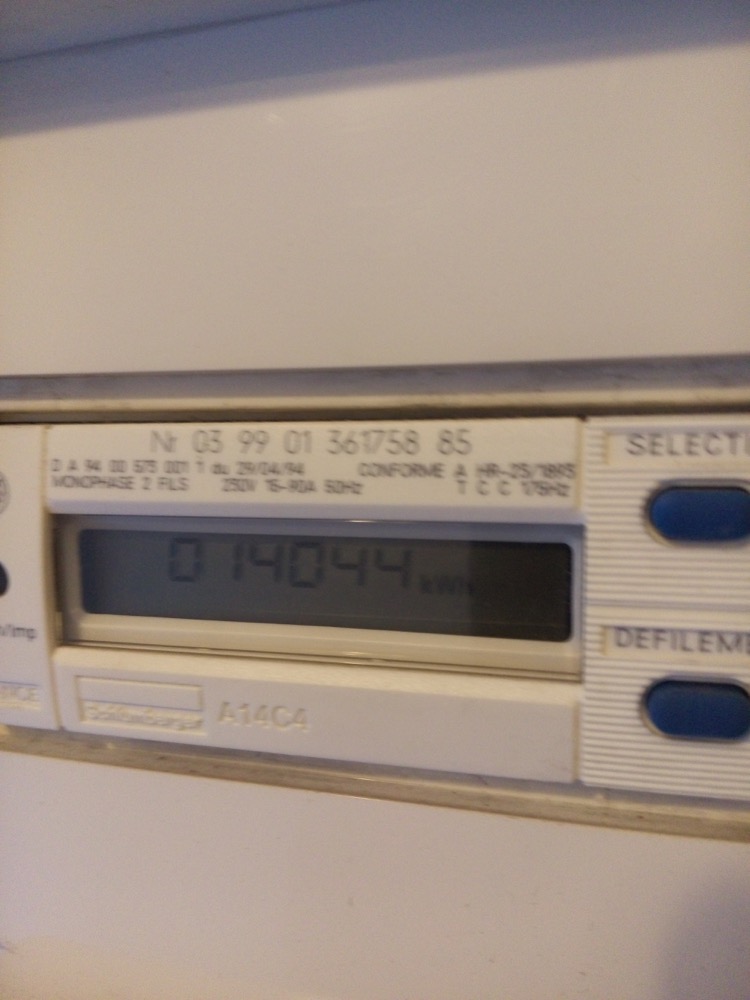 Nr 03 99 01 361758 85
D A 94 00 575 001 T du 29/04/94 CONFORME A HR-25/1895
MONOPHASE 2 FILS 250V 15-90A 50Hz T C C 175Hz
014044 kWh
Schlumberger A14C4
SELECTI
DEFILEME
/imp